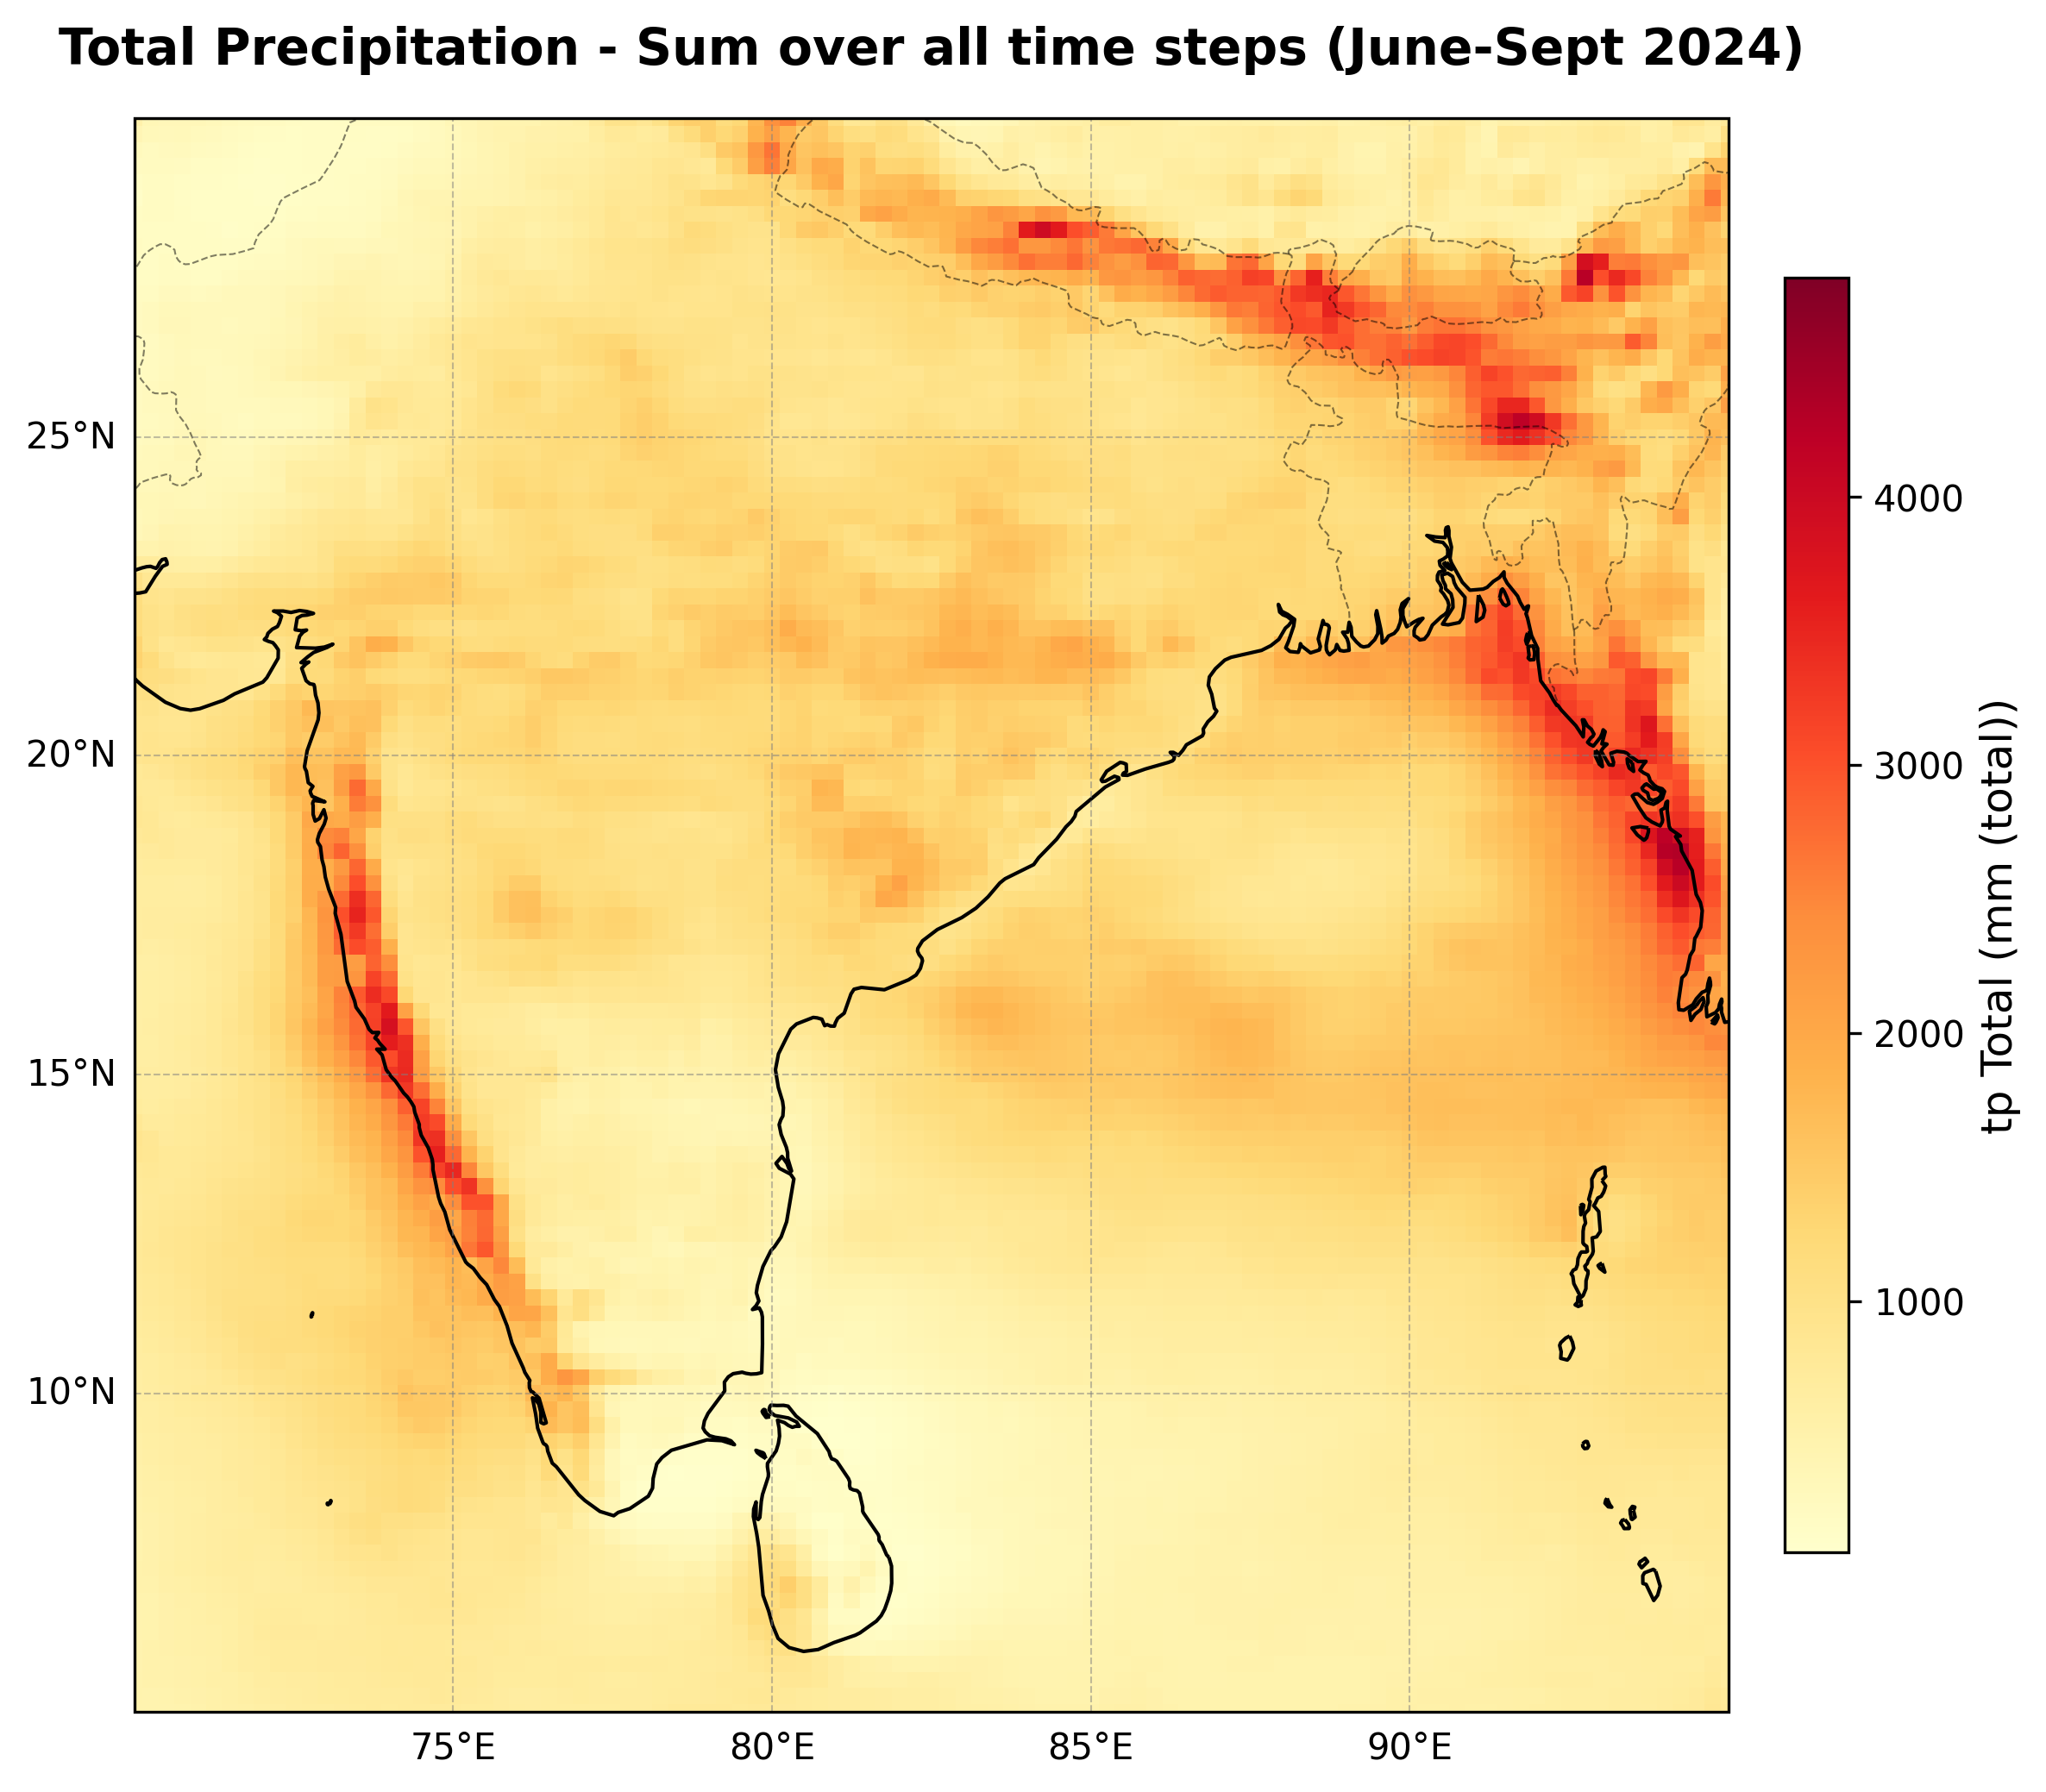 Total Precipitation - Sum over all time steps (June-Sept 2024)
25°N
20°N
15°N
10°N
75°E
80°E
85°E
90°E
4000
3000
2000
1000
tp Total (mm (total))